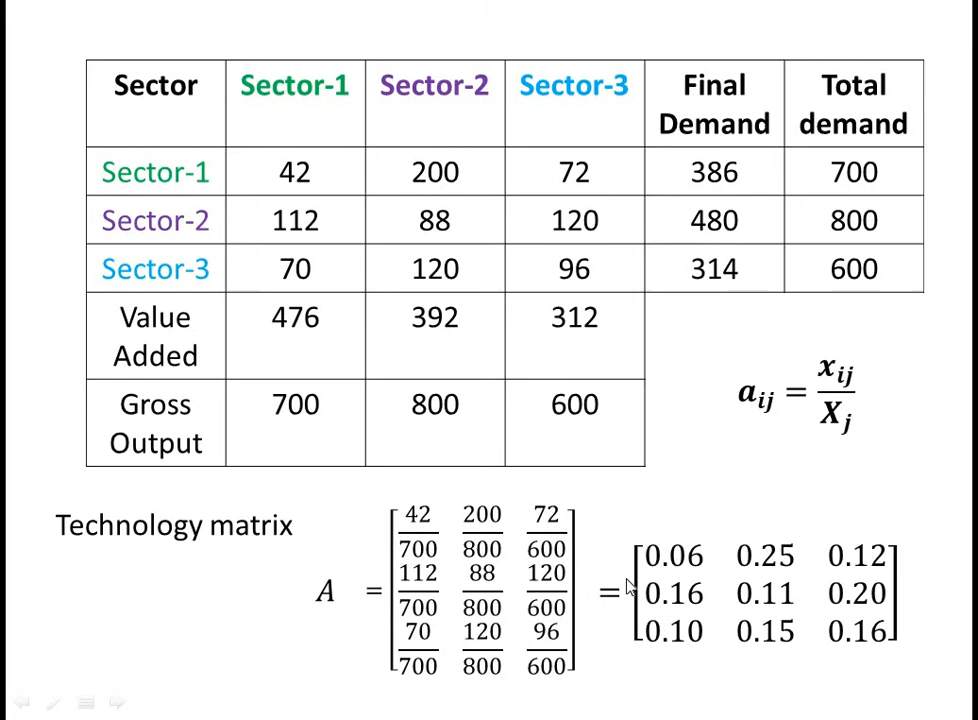 Sector Sector-1 Sector-2 Sector-3 Final Demand Total demand
Sector-1 42 200 72 386 700
Sector-2 112 88 120 480 800
Sector-3 70 120 96 314 600
Value Added 476 392 312
Gross Output 700 800 600
a_ij = x_ij / X_j
Technology matrix
A = [42/700 200/800 72/600
112/700 88/800 120/600
70/700 120/800 96/600]
= [0.06 0.25 0.12
0.16 0.11 0.20
0.10 0.15 0.16]